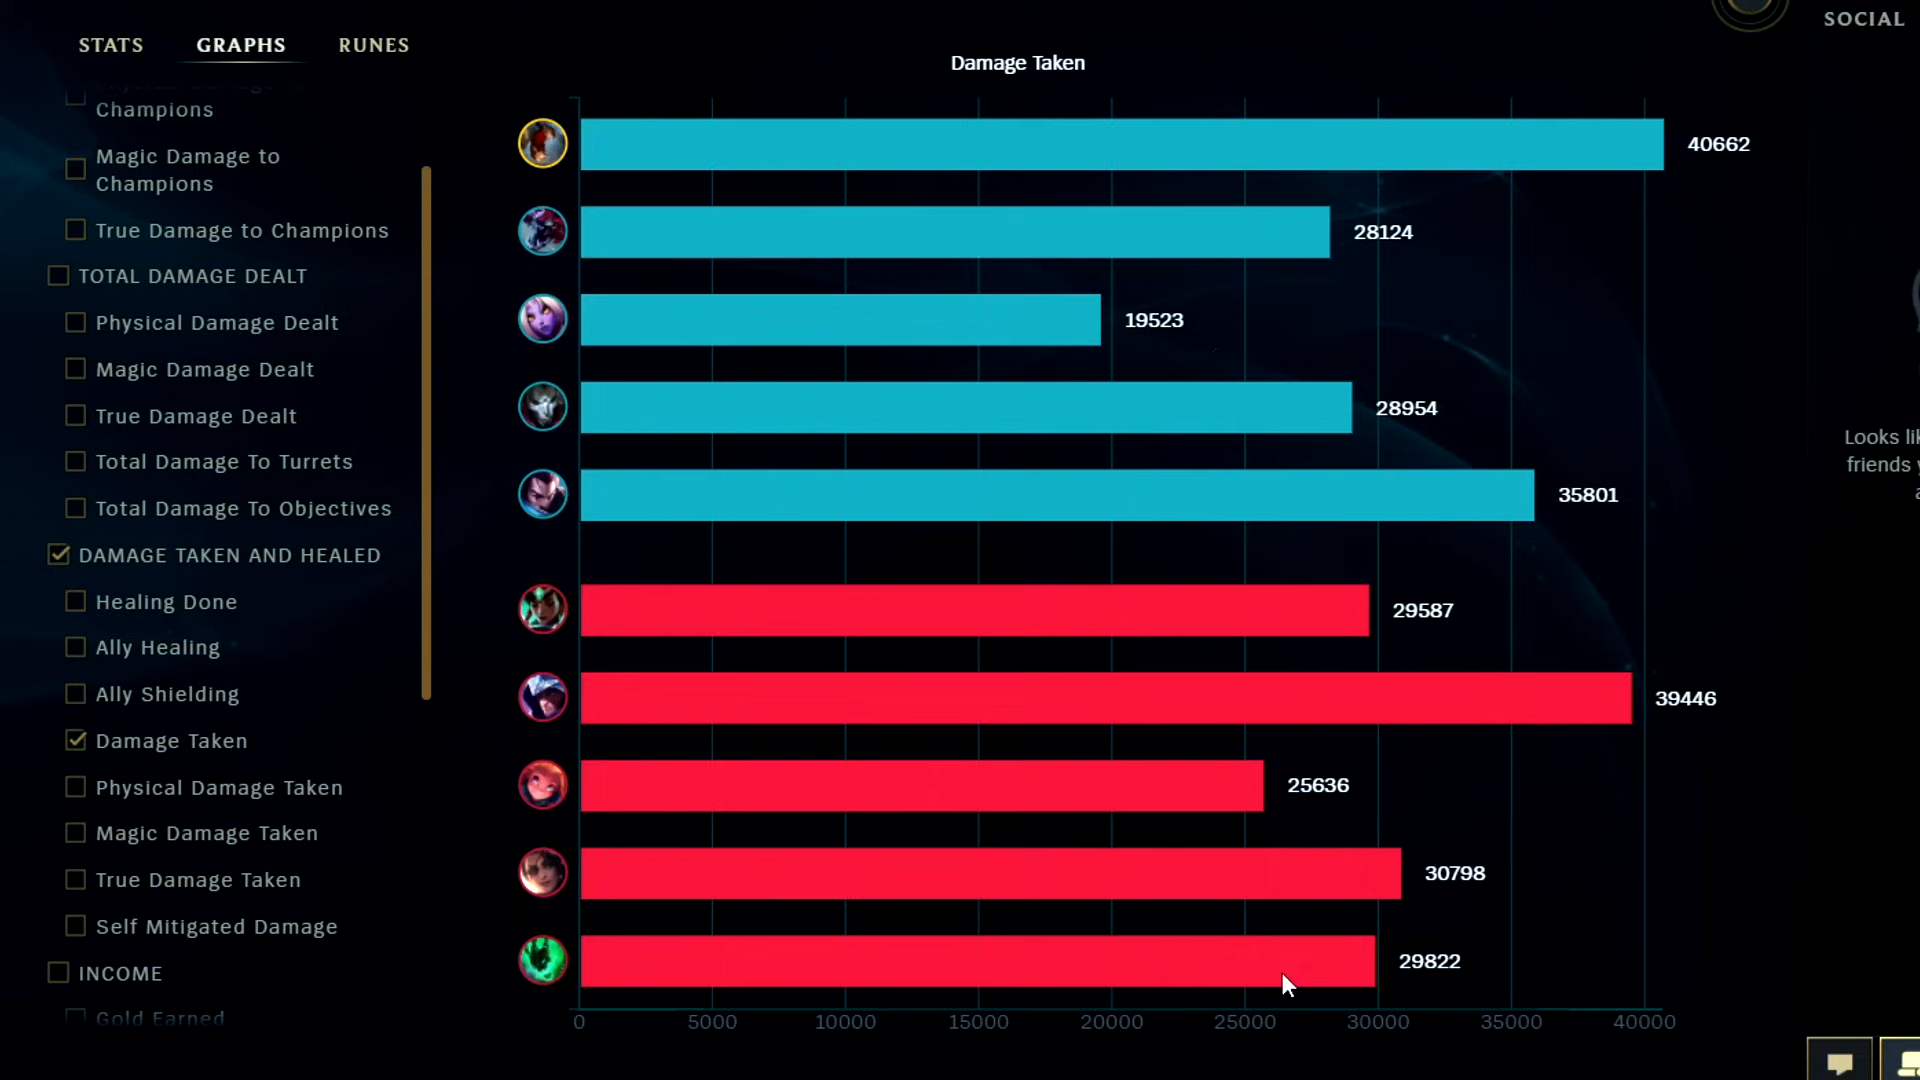 STATS GRAPHS RUNES
SOCIAL
Damage Taken
Physical Damage
Champions
Magic Damage to
Champions
True Damage to Champions
TOTAL DAMAGE DEALT
Physical Damage Dealt
Magic Damage Dealt
True Damage Dealt
Total Damage To Turrets
Total Damage To Objectives
DAMAGE TAKEN AND HEALED
Healing Done
Ally Healing
Ally Shielding
Damage Taken
Physical Damage Taken
Magic Damage Taken
True Damage Taken
Self Mitigated Damage
INCOME
Gold Earned
40662
28124
19523
28954
35801
29587
39446
25636
30798
29822
0 5000 10000 15000 20000 25000 30000 35000 40000
Looks
friends